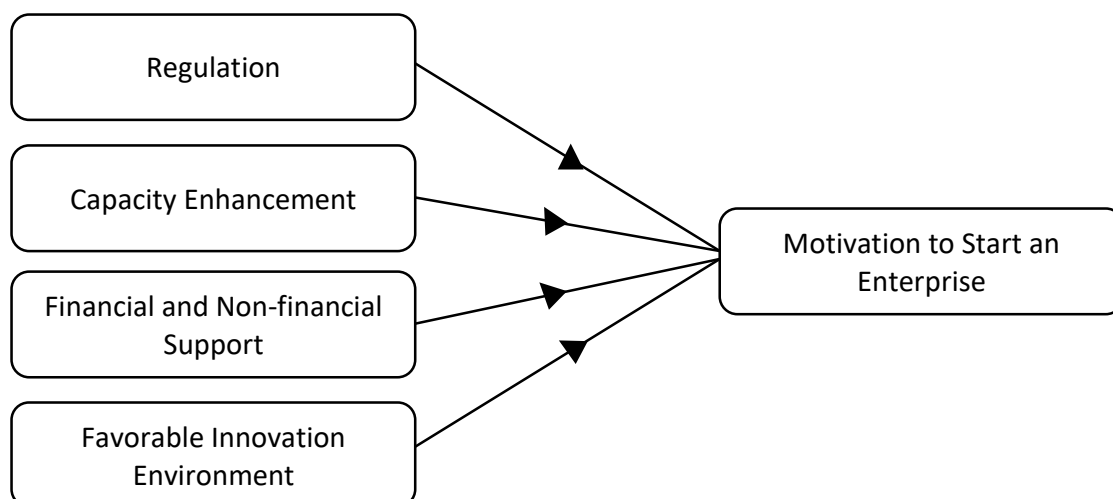 Regulation
Capacity Enhancement
Financial and Non-financial
Support
Favorable Innovation
Environment
Motivation to Start an
Enterprise